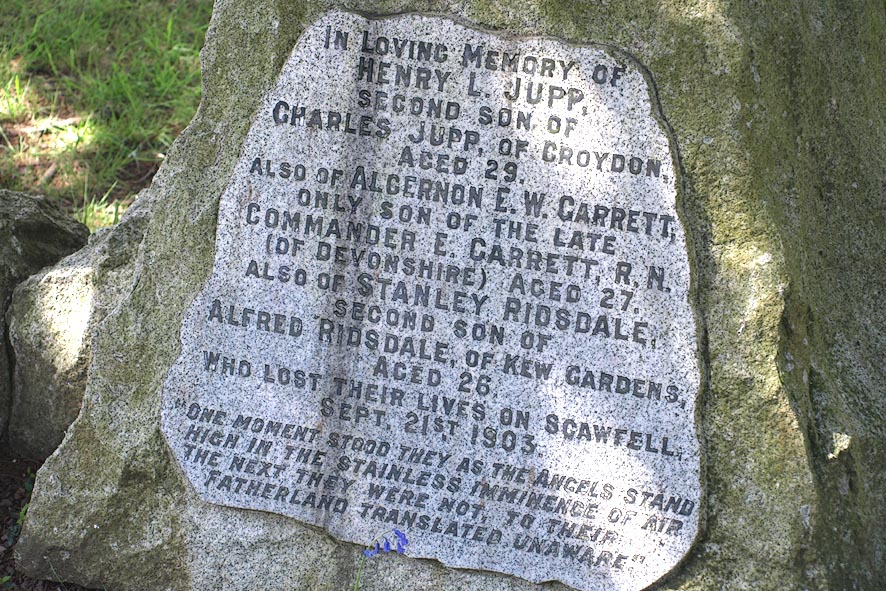 IN LOVING MEMORY OF
HENRY L. JUPP,
SECOND SON OF
CHARLES JUPP, OF CROYDON,
AGED 29.
ALSO OF ALGERNON E. W. GARRETT,
ONLY SON OF THE LATE
COMMANDER E. GARRETT, R. N.
(OF DEVONSHIRE) AGED 27.
ALSO OF STANLEY RIDSDALE,
SECOND SON OF
ALFRED RIDSDALE, OF KEW GARDENS,
AGED 26.
WHO LOST THEIR LIVES ON SCAWFELL,
SEPT. 21ST 1903.
"ONE MOMENT STOOD THEY AS THE ANGELS STAND
HIGH IN THE STAINLESS IMMINENCE OF AIR
THE NEXT THEY WERE NOT, TO THEIR
FATHERLAND TRANSLATED UNAWARE"